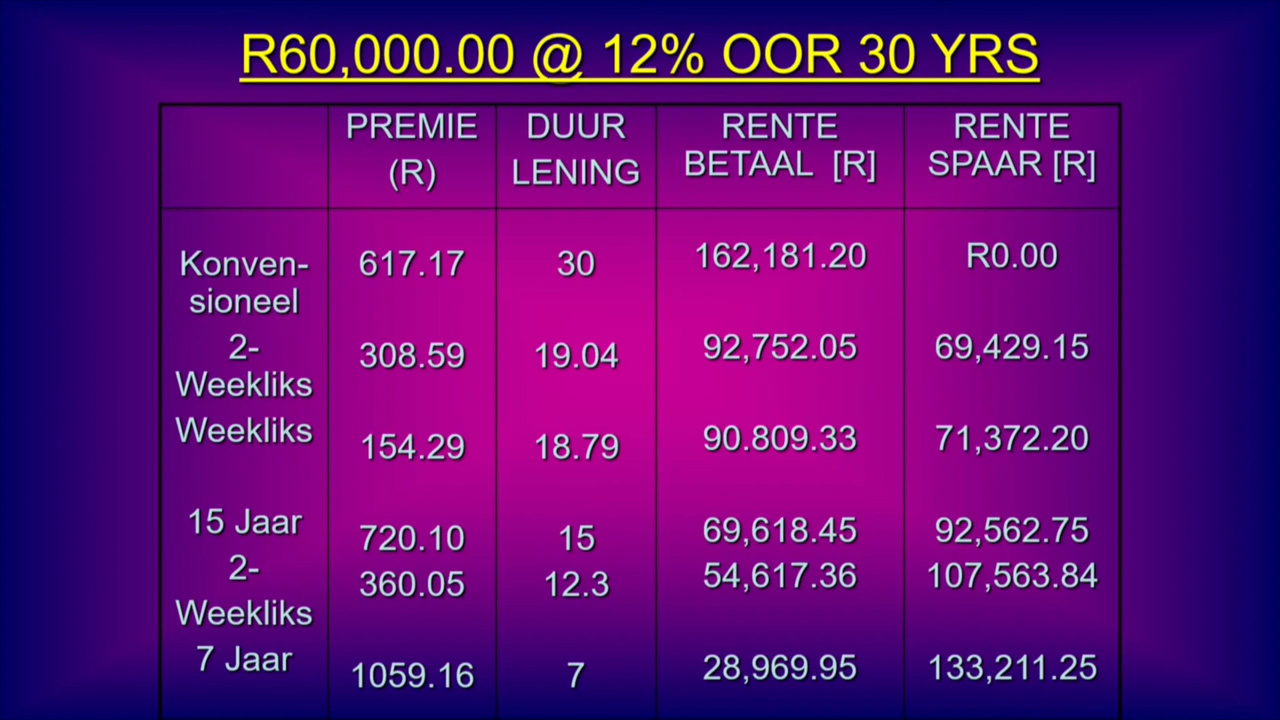 R60,000.00 @ 12% OOR 30 YRS
PREMIE (R) DUUR LENING RENTE BETAAL [R] RENTE SPAAR [R]
Konven-
sioneel 617.17 30 162,181.20 R0.00
2-
Weekliks 308.59 19.04 92,752.05 69,429.15
Weekliks 154.29 18.79 90.809.33 71,372.20
15 Jaar 720.10 15 69,618.45 92,562.75
2-
Weekliks 360.05 12.3 54,617.36 107,563.84
7 Jaar 1059.16 7 28,969.95 133,211.25